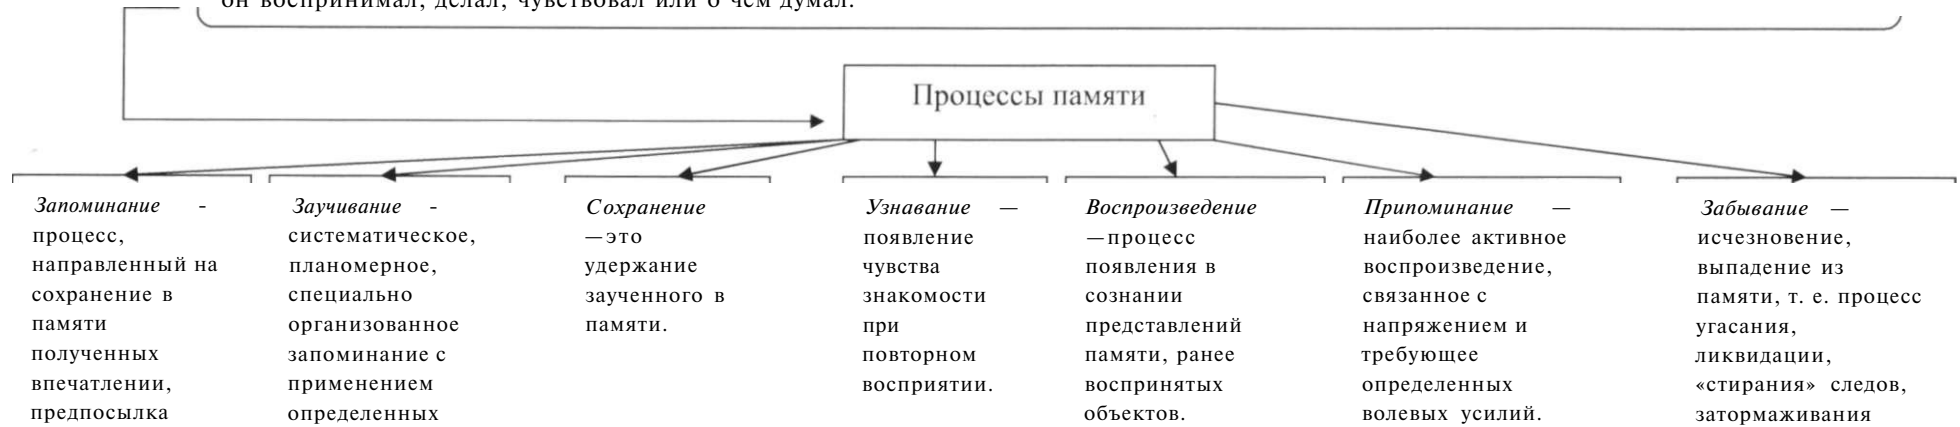 он воспринимал, делал, чувствовал или о чем думал.
Процессы памяти
Запоминание -
процесс,
направленный на
сохранение в
памяти
полученных
впечатлении,
предпосылка
Заучивание -
систематическое,
планомерное,
специально
организованное
запоминание с
применением
определенных
Сохранение
—это
удержание
заученного в
памяти.
Узнавание —
появление
чувства
знакомости
при
повторном
восприятии.
Воспроизведение
—процесс
появления в
сознании
представлений
памяти, ранее
воспринятых
объектов.
Припоминание —
наиболее активное
воспроизведение,
связанное с
напряжением и
требующее
определенных
волевых усилий.
Забывание —
исчезновение,
выпадение из
памяти, т. е. процесс
угасания,
ликвидации,
«стирания» следов,
затормаживания